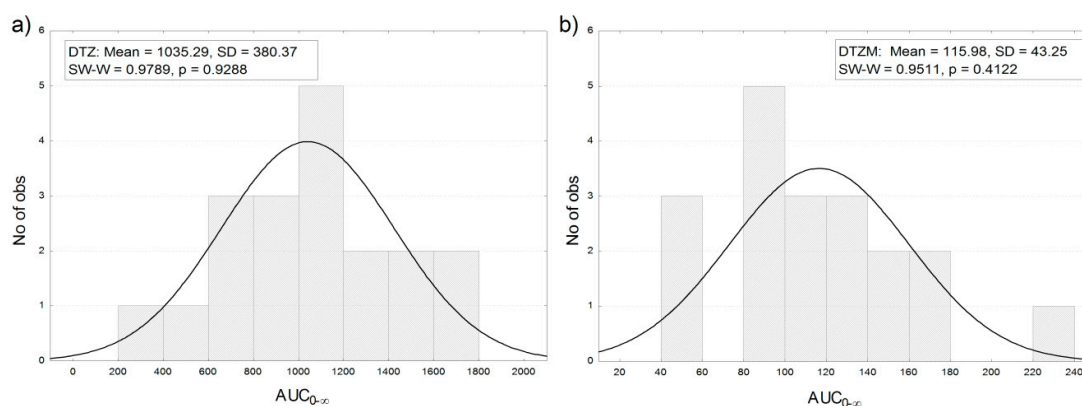 a)
DTZ: Mean = 1035.29, SD = 380.37
SW-W = 0.9789, p = 0.9288
No of obs
6
5
4
3
2
1
0
0 200 400 600 800 1000 1200 1400 1600 1800 2000
AUC0-∞
b)
DTZM: Mean = 115.98, SD = 43.25
SW-W = 0.9511, p = 0.4122
No of obs
6
5
4
3
2
1
0
20 40 60 80 100 120 140 160 180 200 220 240
AUC0-∞